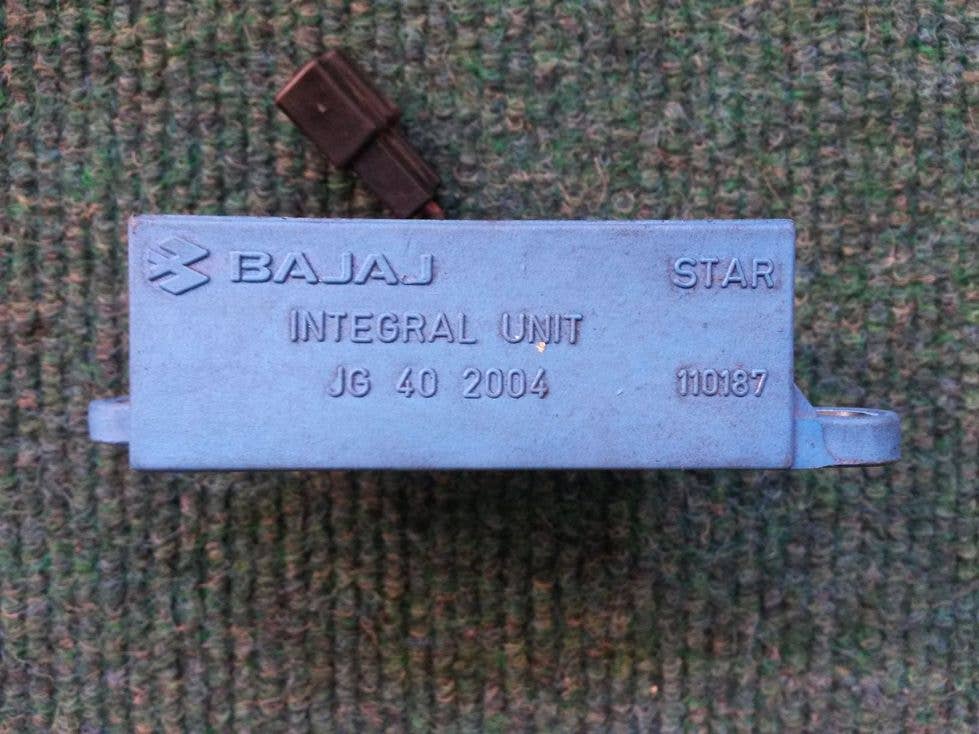 BAJAJ STAR
INTEGRAL UNIT
JG 40 2004 110187